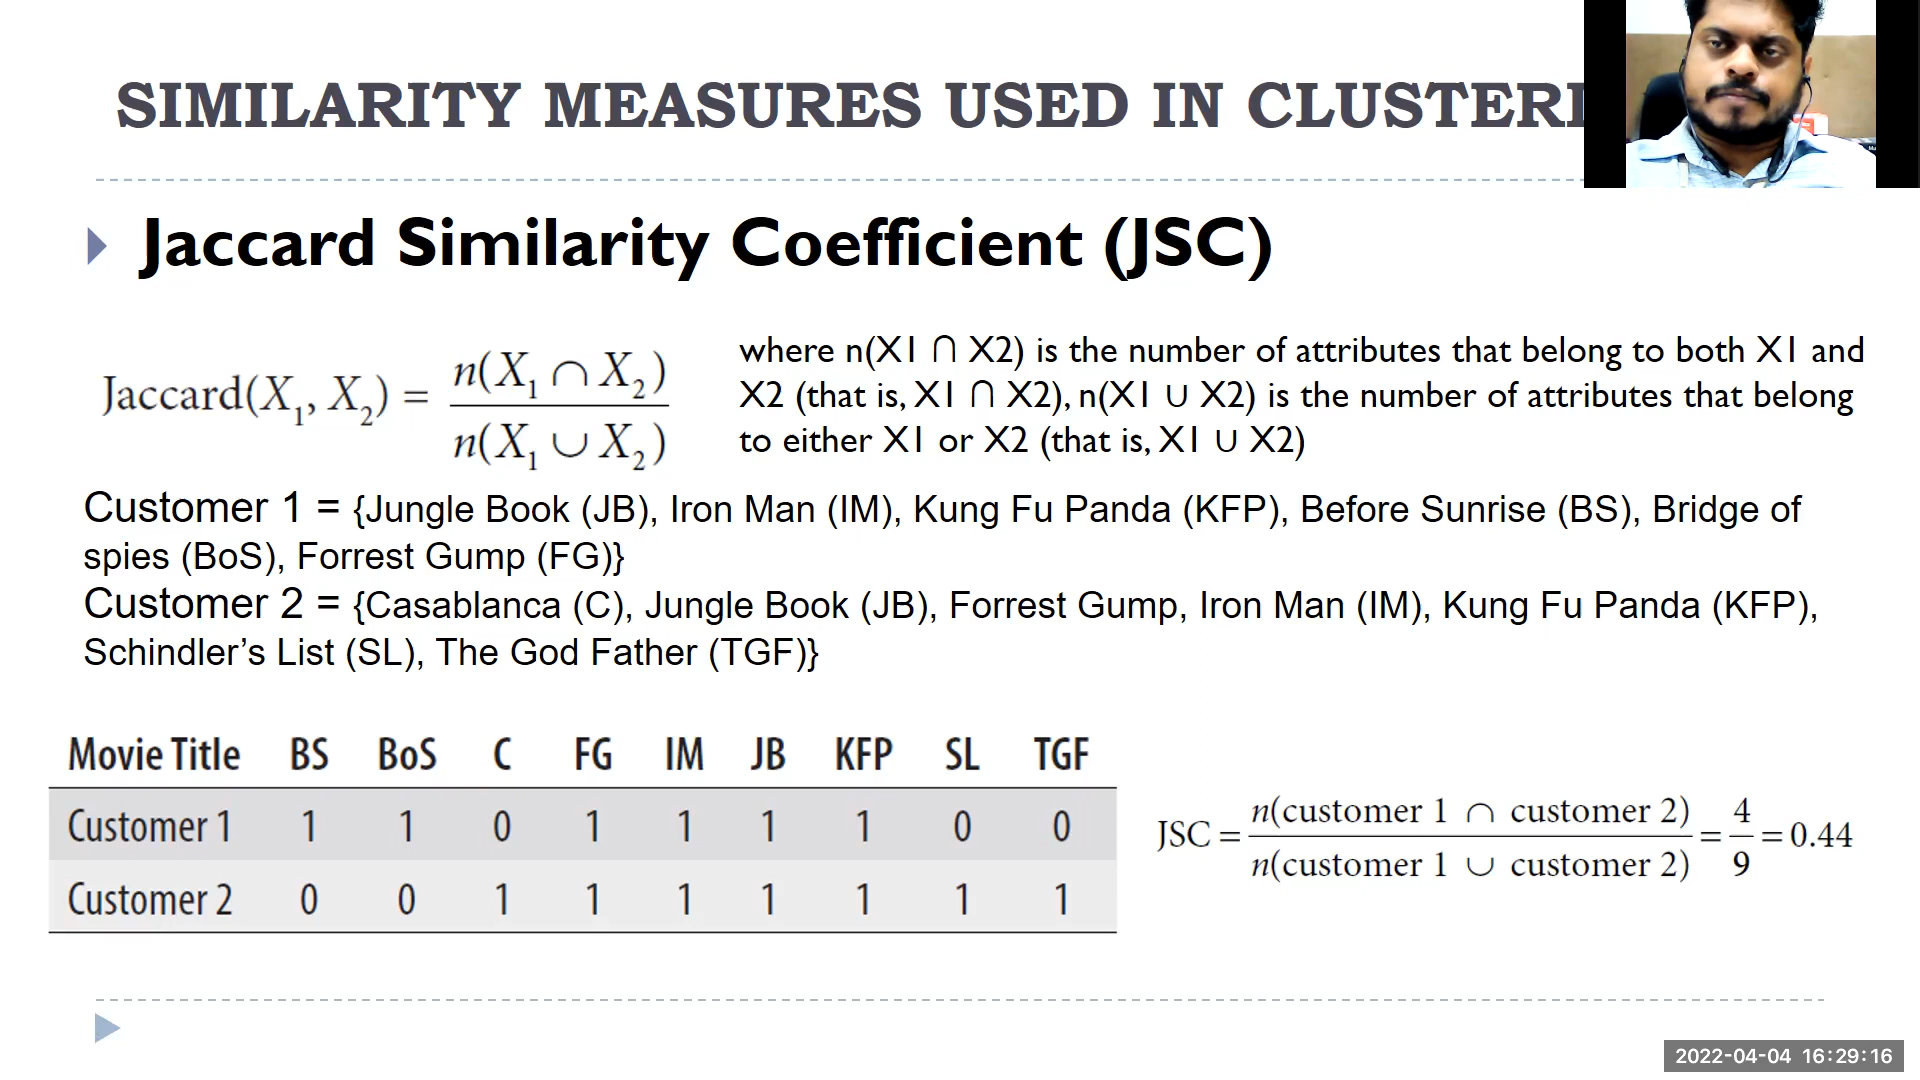 SIMILARITY MEASURES USED IN CLUSTERI
Jaccard Similarity Coefficient (JSC)
Jaccard(X₁, X₂) = n(X₁ ∩ X₂) / n(X₁ ∪ X₂)
where n(X1 ∩ X2) is the number of attributes that belong to both X1 and
X2 (that is, X1 ∩ X2), n(X1 ∪ X2) is the number of attributes that belong
to either X1 or X2 (that is, X1 ∪ X2)
Customer 1 = {Jungle Book (JB), Iron Man (IM), Kung Fu Panda (KFP), Before Sunrise (BS), Bridge of
spies (BoS), Forrest Gump (FG)}
Customer 2 = {Casablanca (C), Jungle Book (JB), Forrest Gump, Iron Man (IM), Kung Fu Panda (KFP),
Schindler’s List (SL), The God Father (TGF)}
Movie Title BS BoS C FG IM JB KFP SL TGF
Customer 1 1 1 0 1 1 1 1 0 0
Customer 2 0 0 1 1 1 1 1 1 1
JSC = n(customer 1 ∩ customer 2) / n(customer 1 ∪ customer 2) = 4/9 = 0.44
2022-04-04 16:29:16